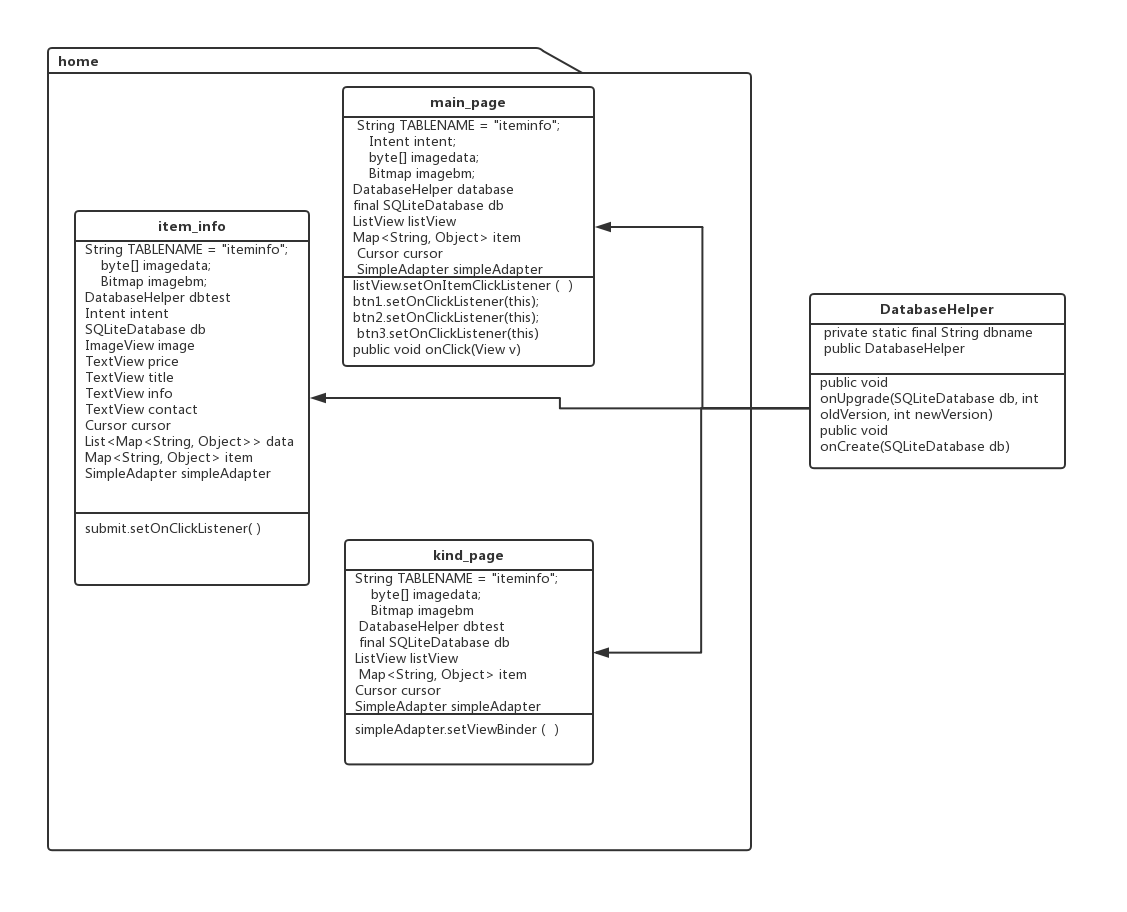 home
main_page
String TABLENAME = "iteminfo";
Intent intent;
byte[] imagedata;
Bitmap imagebm;
DatabaseHelper database
final SQLiteDatabase db
ListView listView
Map<String, Object> item
Cursor cursor
SimpleAdapter simpleAdapter
listView.setOnItemClickListener (  )
btn1.setOnClickListener(this);
btn2.setOnClickListener(this);
btn3.setOnClickListener(this)
public void onClick(View v)
item_info
String TABLENAME = "iteminfo";
byte[] imagedata;
Bitmap imagebm;
DatabaseHelper dbtest
Intent intent
SQLiteDatabase db
ImageView image
TextView price
TextView title
TextView info
TextView contact
Cursor cursor
List<Map<String, Object>> data
Map<String, Object> item
SimpleAdapter simpleAdapter
submit.setOnClickListener( )
DatabaseHelper
private static final String dbname
public DatabaseHelper
public void
onUpgrade(SQLiteDatabase db, int
oldVersion, int newVersion)
public void
onCreate(SQLiteDatabase db)
kind_page
String TABLENAME = "iteminfo";
byte[] imagedata;
Bitmap imagebm
DatabaseHelper dbtest
final SQLiteDatabase db
ListView listView
Map<String, Object> item
Cursor cursor
SimpleAdapter simpleAdapter
simpleAdapter.setViewBinder (  )